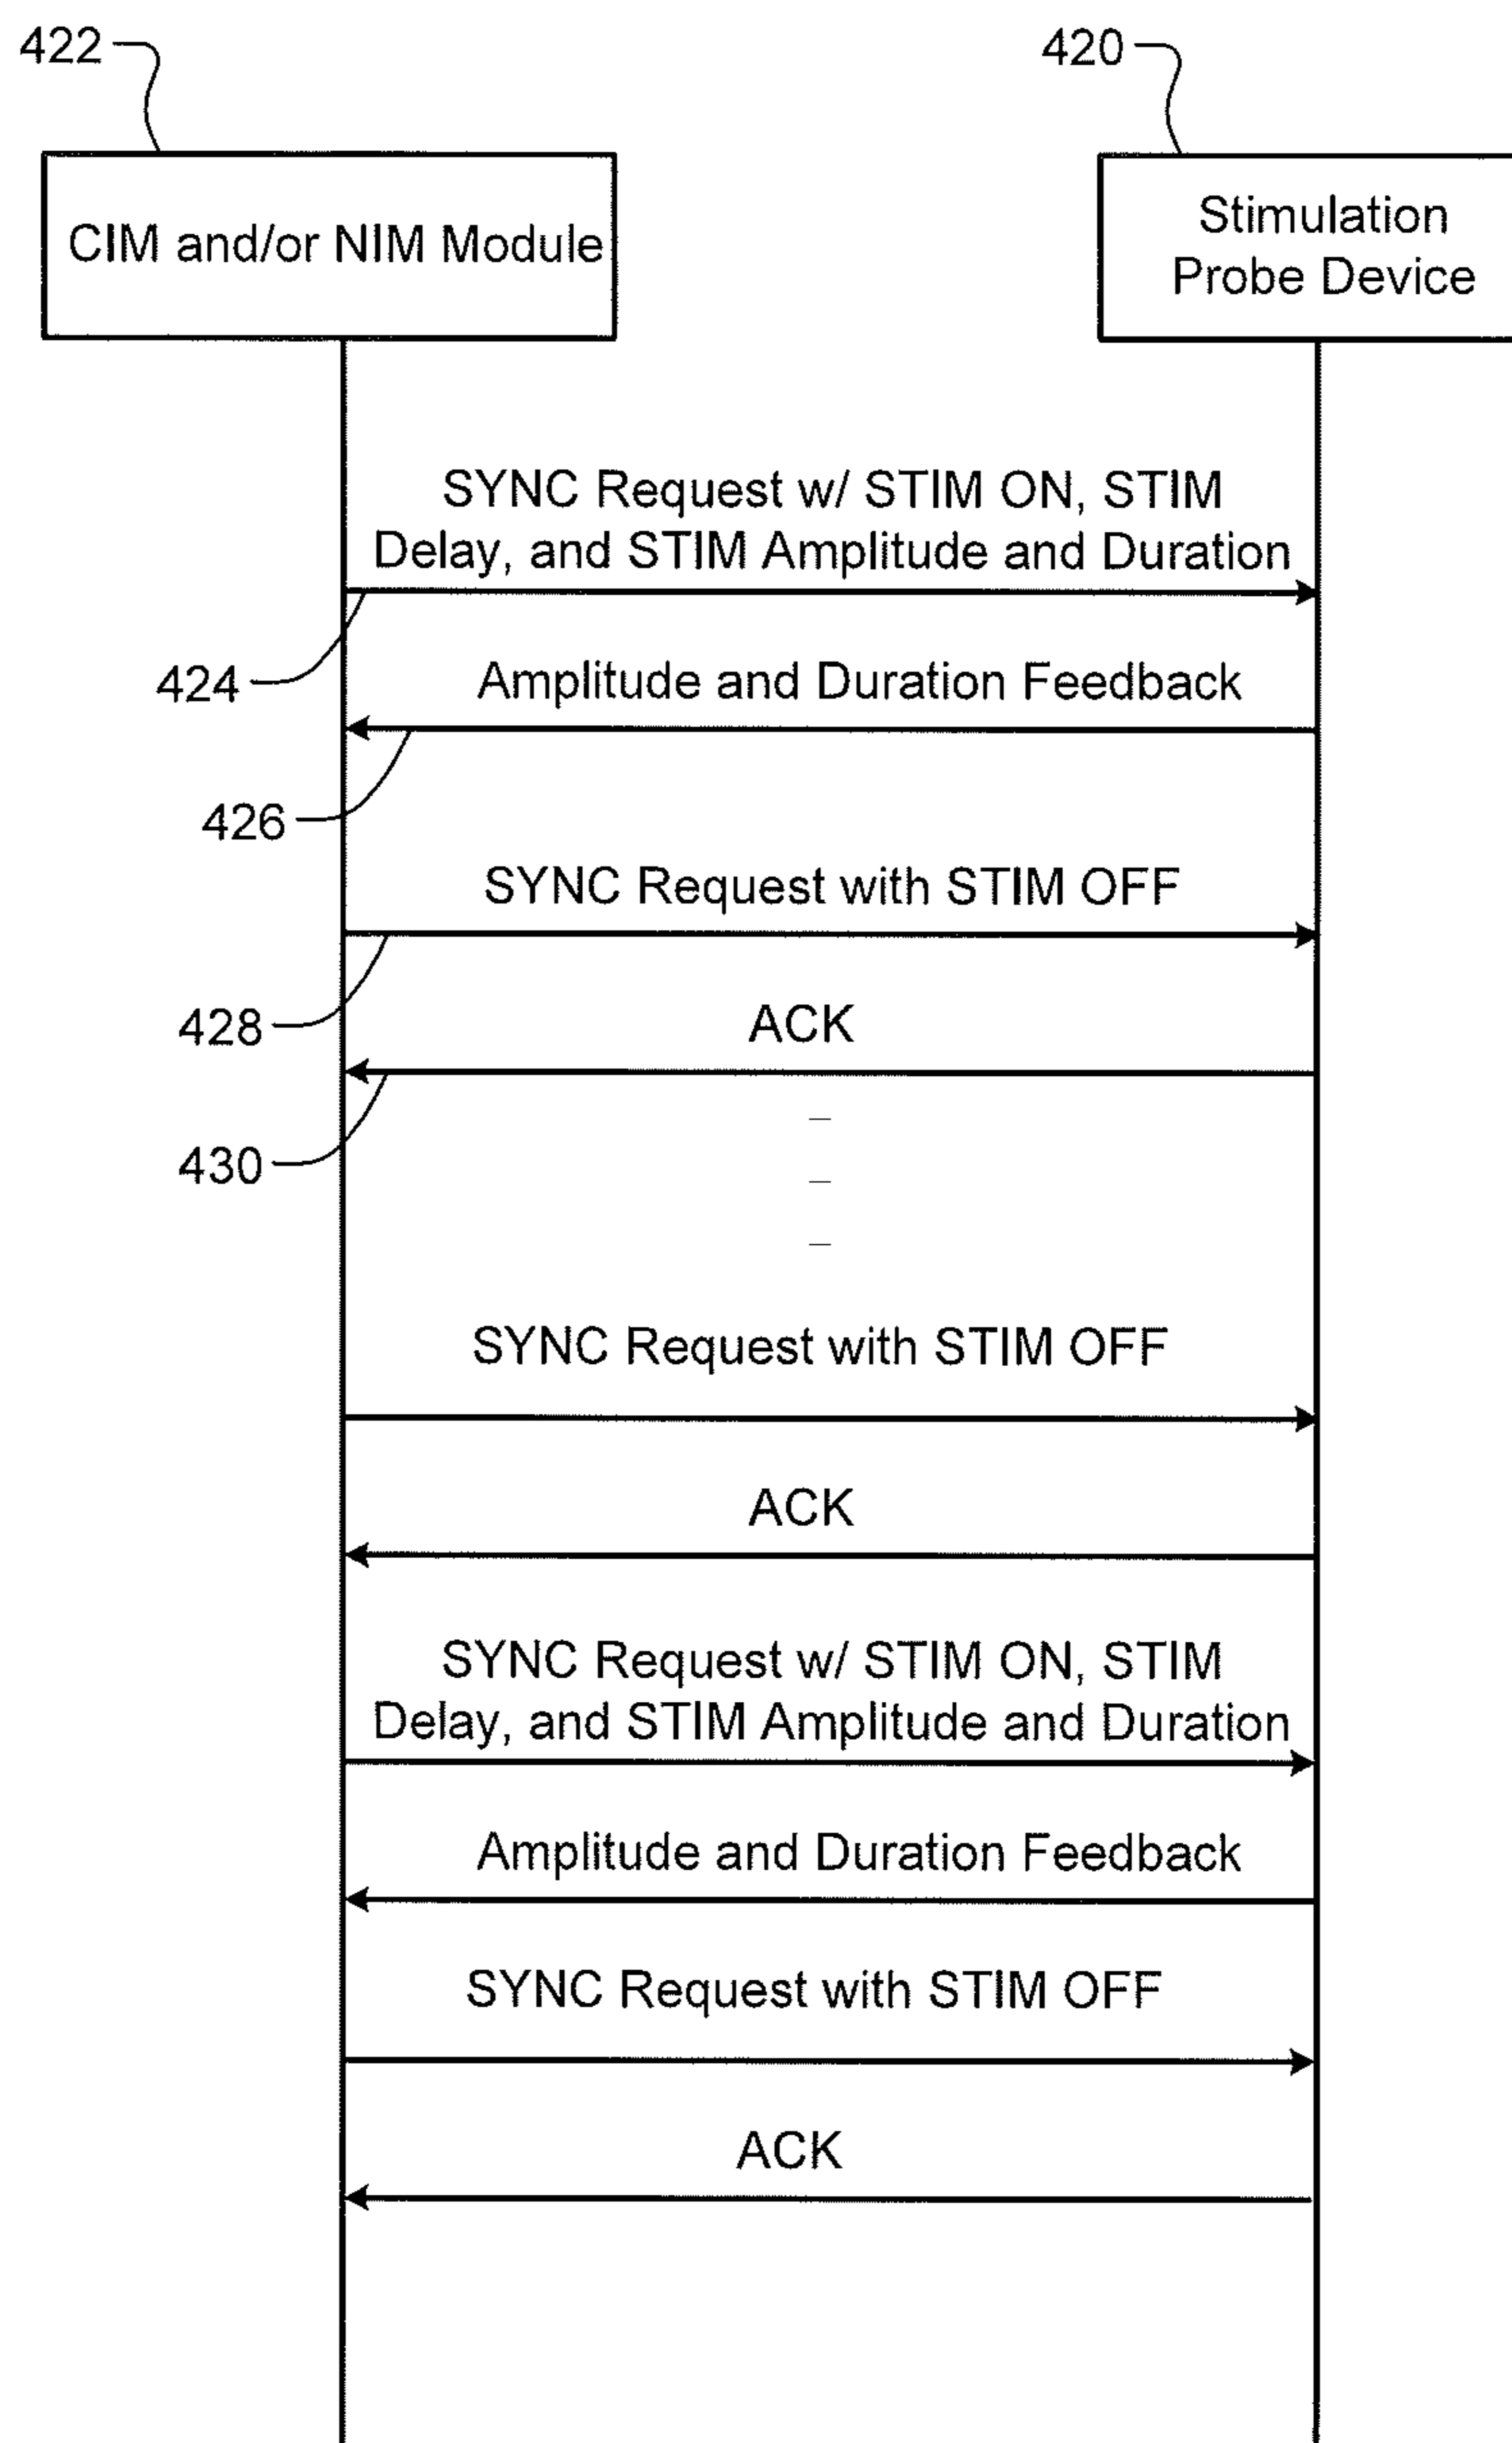 422
420
CIM and/or NIM Module
Stimulation
Probe Device
SYNC Request w/ STIM ON, STIM
Delay, and STIM Amplitude and Duration
424
Amplitude and Duration Feedback
426
SYNC Request with STIM OFF
428
ACK
430
SYNC Request with STIM OFF
ACK
SYNC Request w/ STIM ON, STIM
Delay, and STIM Amplitude and Duration
Amplitude and Duration Feedback
SYNC Request with STIM OFF
ACK